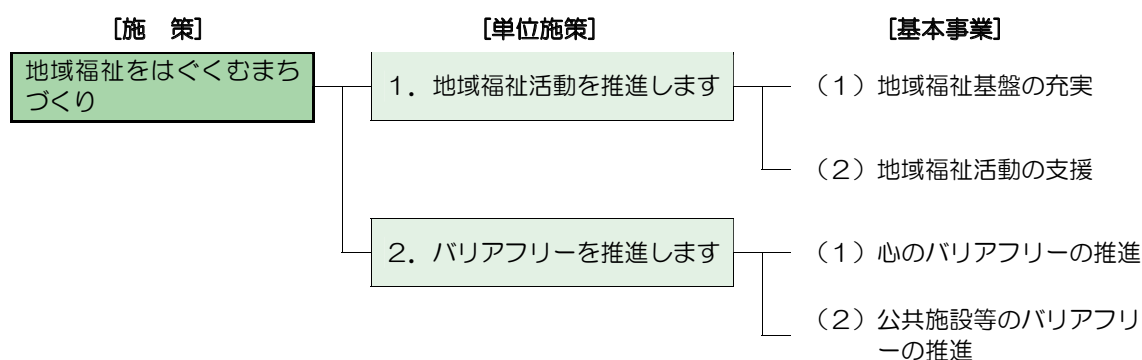 [施　策]
[単位施策]
[基本事業]
地域福祉をはぐくむまち
づくり
１．地域福祉活動を推進します
（１）地域福祉基盤の充実
（２）地域福祉活動の支援
２．バリアフリーを推進します
（１）心のバリアフリーの推進
（２）公共施設等のバリアフリ
ーの推進